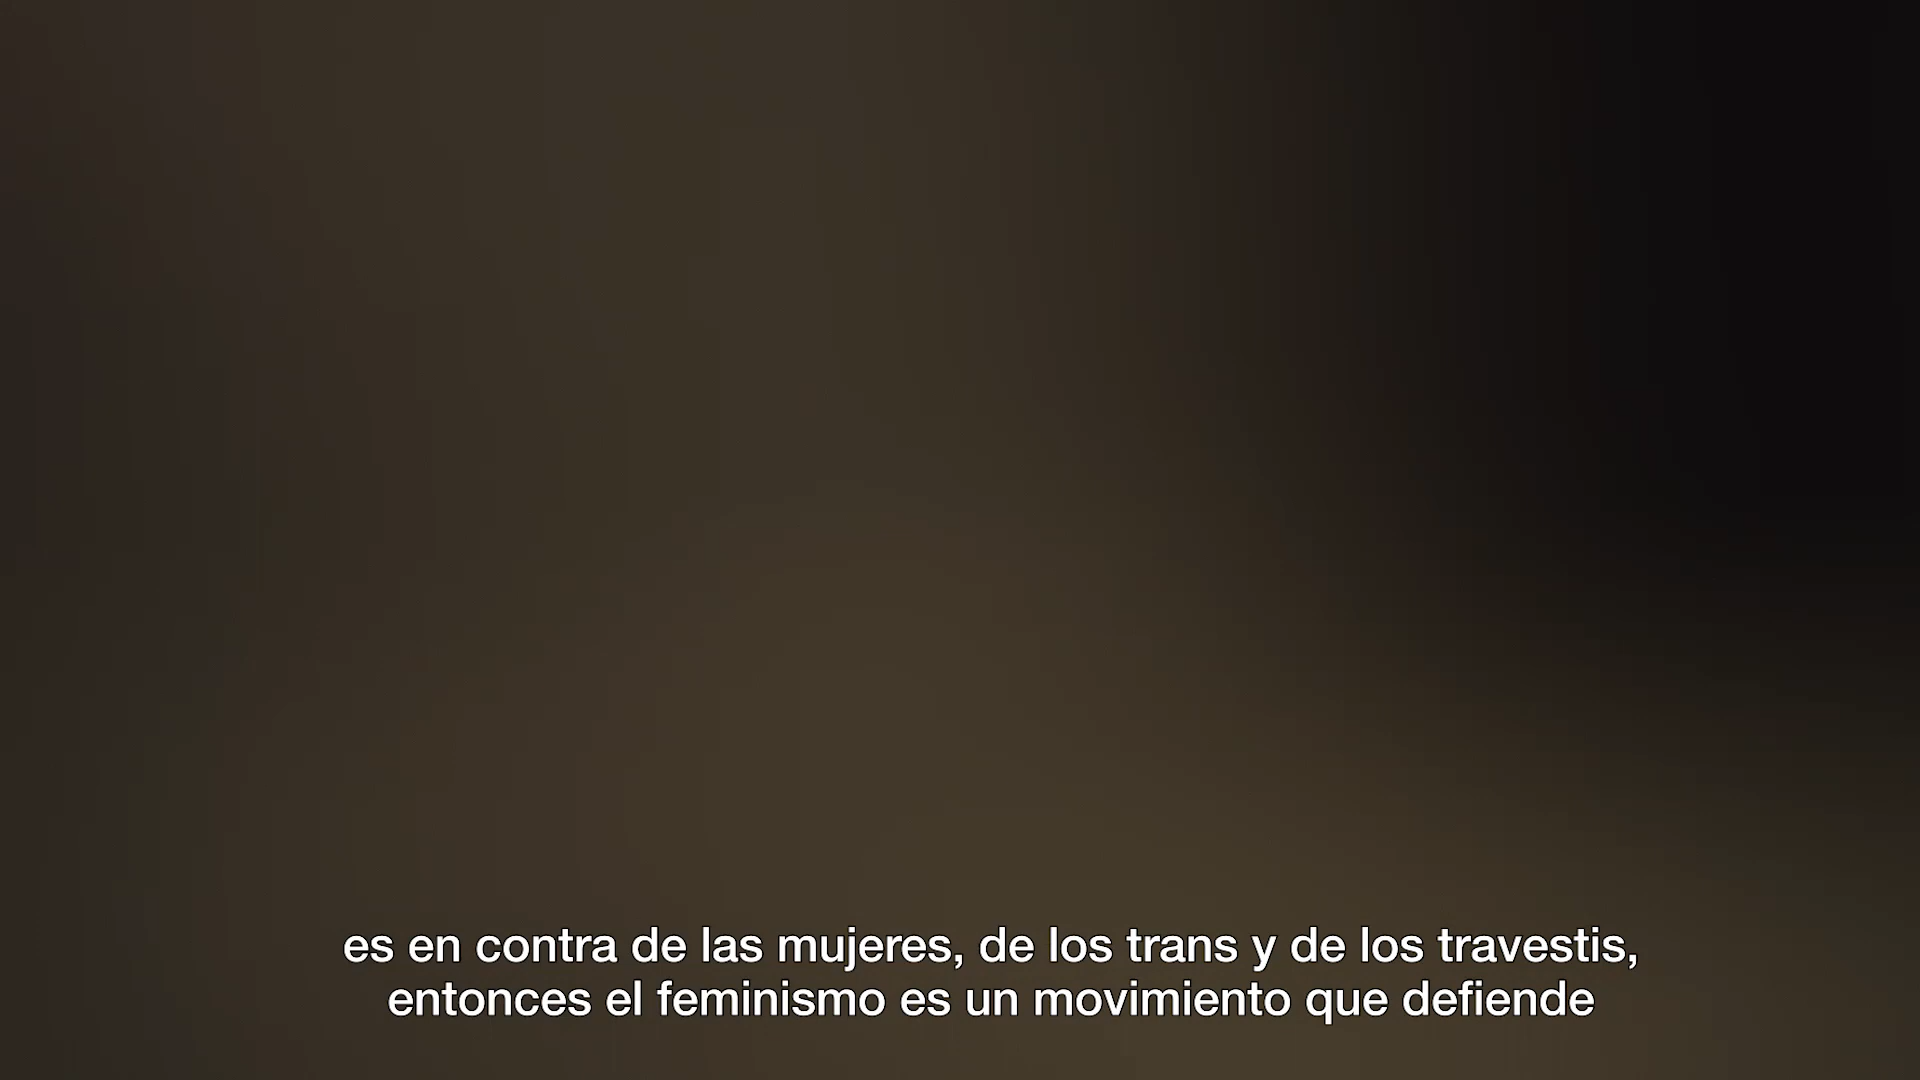 es en contra de las mujeres, de los trans y de los travestis,
entonces el feminismo es un movimiento que defiende